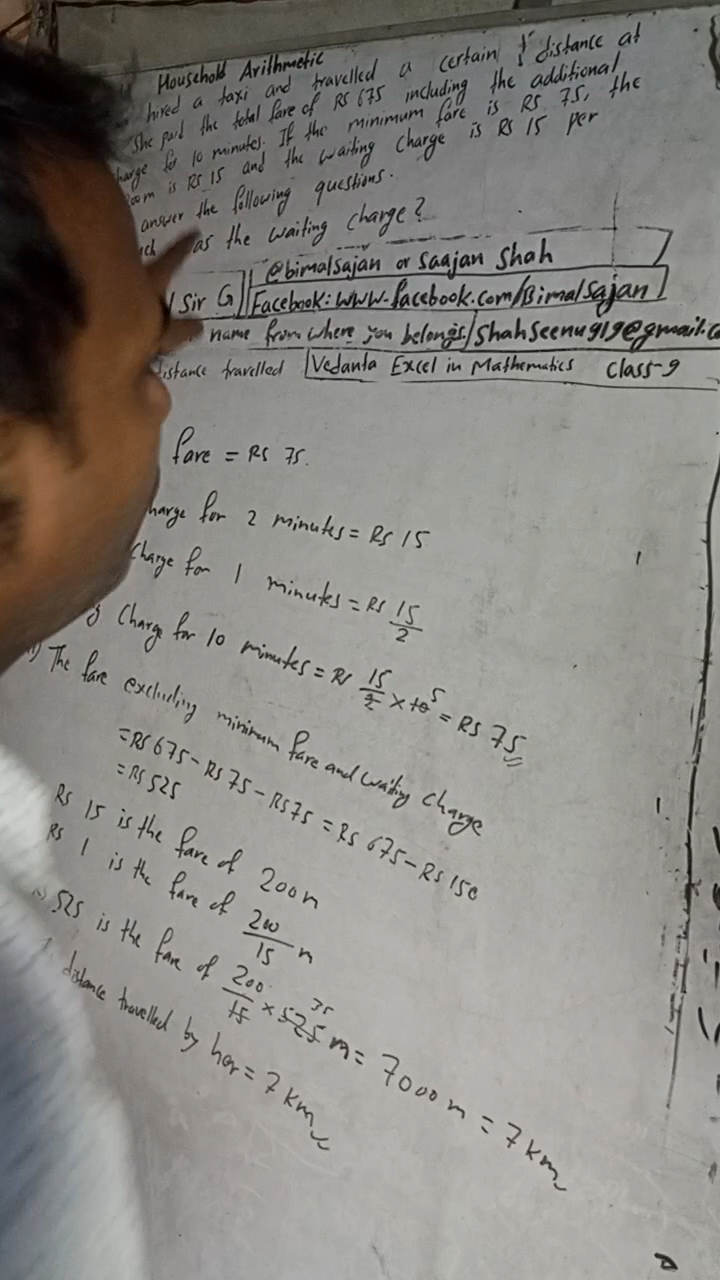 Household Arithmetic
hired a taxi and travelled a certain distance at
She paid the total fare of RS 675 including the additional
harge for 10 minutes. If the minimum fare is RS 75, the
oom is RS 15 and the waiting charge is RS 15 per
answer the following questions.
ch as the waiting charge?
@bimalsajan or Saajan Shah
Sir G Facebook: www.facebook.com/Bimalsajan
name from where you belongs/ShahSeenu919@gmail.c
istance travelled Vedanta Excel in Mathematics Class-9
fare = RS 75.
harge for 2 minutes = RS 15
Charge for 1 minutes = RS 15/2
g Charge for 10 minutes = RS 15/2 × 10 5 = RS 75
The fare excluding minimum fare and waiting charge
= RS 675 - RS 75 - RS 75 = RS 675 - RS 150
= RS 525
RS 15 is the fare of 200m
RS 1 is the fare of 200/15 m
525 is the fare of 200/15 × 525 35 m = 7000 m = 7 km
distance travelled by her = 7 km